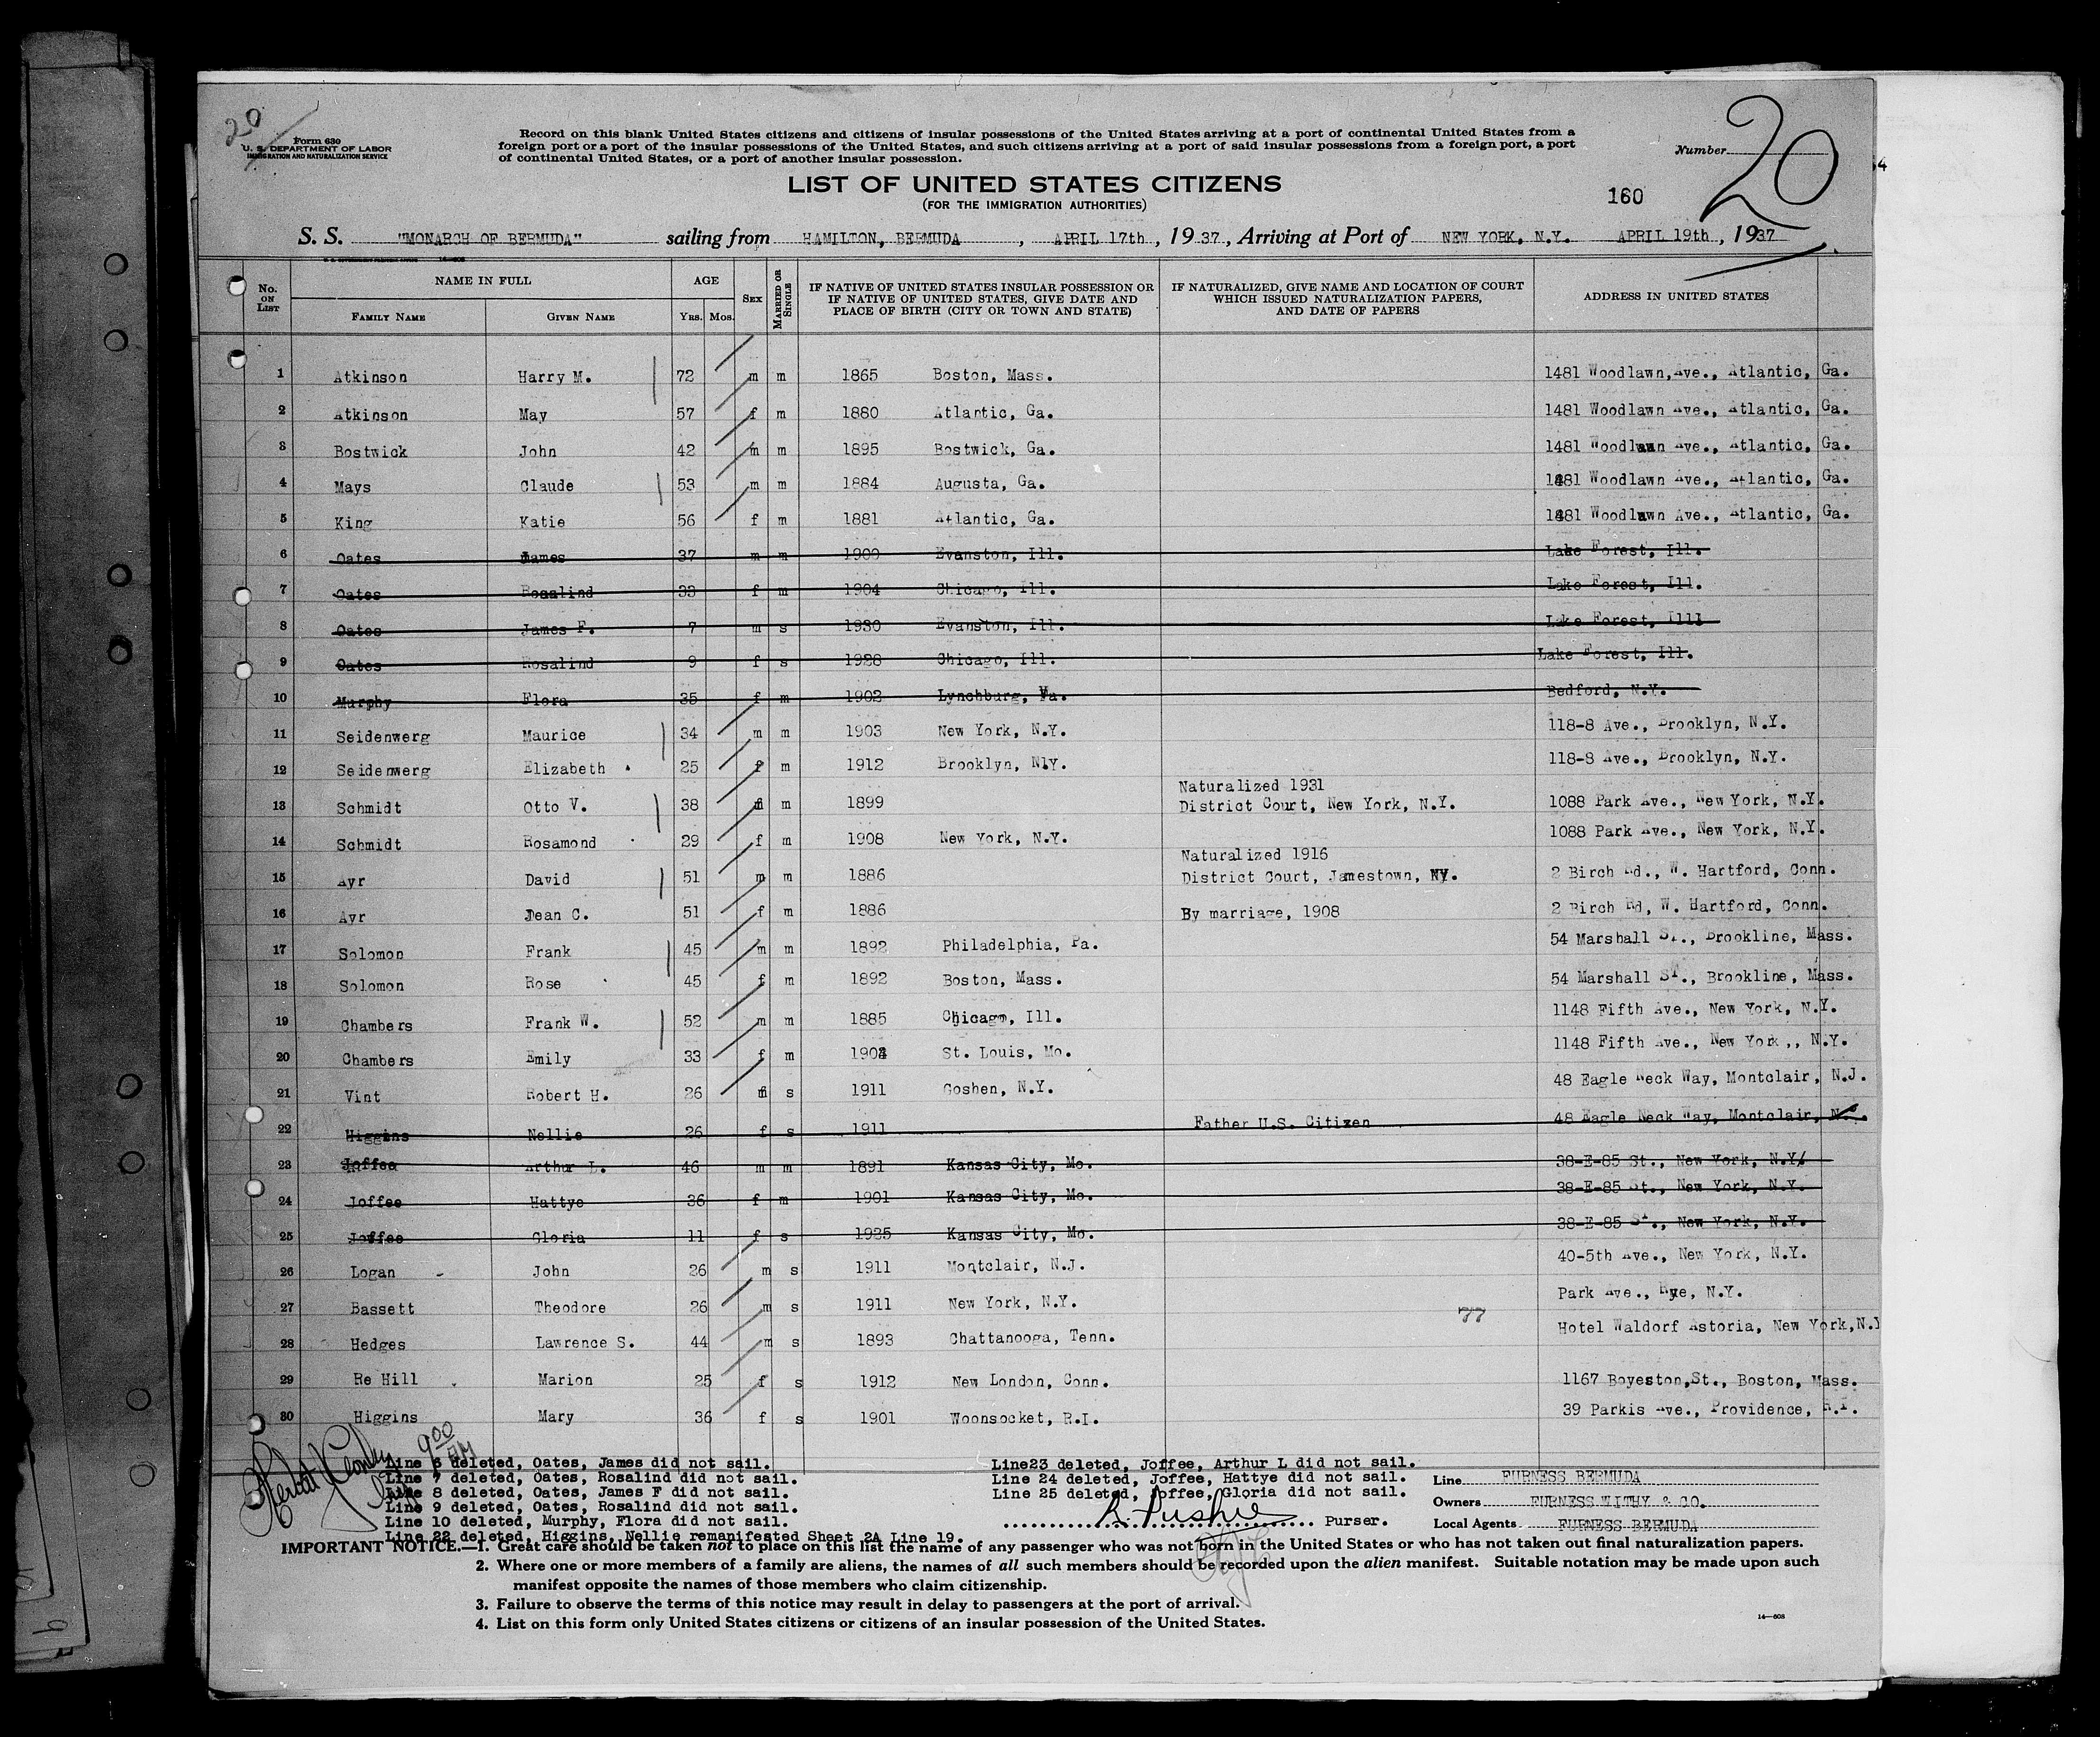 20
Form 630
U. S. DEPARTMENT OF LABOR
IMMIGRATION AND NATURALIZATION SERVICE
Record on this blank United States citizens and citizens of insular possessions of the United States arriving at a port of continental United States from a
foreign port or a port of the insular possessions of the United States, and such citizens arriving at a port of said insular possessions from a foreign port, a port
of continental United States, or a port of another insular possession.
Number 20
LIST OF UNITED STATES CITIZENS
(FOR THE IMMIGRATION AUTHORITIES)
160
S. S. "MONARCH OF BERMUDA" sailing from HAMILTON, BERMUDA, APRIL 17th, 1937, Arriving at Port of NEW YORK, N.Y. APRIL 19th, 1937
No. ON LIST NAME IN FULL FAMILY NAME GIVEN NAME AGE YRS. MOS. SEX MARRIED OR SINGLE IF NATIVE OF UNITED STATES INSULAR POSSESSION OR IF NATIVE OF UNITED STATES, GIVE DATE AND PLACE OF BIRTH (CITY OR TOWN AND STATE) IF NATURALIZED, GIVE NAME AND LOCATION OF COURT WHICH ISSUED NATURALIZATION PAPERS, AND DATE OF PAPERS ADDRESS IN UNITED STATES
1 Atkinson Harry M. 72 m m 1865 Boston, Mass. 1481 Woodlawn,Ave., Atlantic, Ga.
2 Atkinson May 57 f m 1880 Atlantic, Ga. 1481 Woodlawn Ave., Atlantic, Ga.
3 Bostwick John 42 m m 1895 Bostwick, Ga. 1481 Woodlawn Ave., Atlantic, Ga.
4 Mays Claude 53 m m 1884 Augusta, Ga. 1481 Woodlawn Ave., Atlantic, Ga.
5 King Katie 56 f m 1881 Atlantic, Ga. 1481 Woodlawn Ave., Atlantic, Ga.
6 Oates James 37 m m 1900 Evanston, Ill. Lake Forest, Ill.
7 Oates Rosalind 33 f m 1904 Chicago, Ill. Lake Forest, Ill.
8 Oates James F. 7 m s 1930 Evanston, Ill. Lake Forest, Illl
9 Oates Rosalind 9 f s 1928 Chicago, Ill. Lake Forest, Ill.
10 Murphy Flora 35 f m 1902 Lynchburg, Va. Bedford, N.Y.
11 Seidenwerg Maurice 34 m m 1903 New York, N.Y. 118-8 Ave., Brooklyn, N.Y.
12 Seidenwerg Elizabeth 25 f m 1912 Brooklyn, N.Y. 118-8 Ave., Brooklyn, N.Y.
Naturalized 1931
13 Schmidt Otto V. 38 m m 1899 District Court, New York, N.Y. 1088 Park Ave., New York, N.Y.
14 Schmidt Rosamond 29 f m 1908 New York, N.Y. 1088 Park Ave., New York, N.Y.
Naturalized 1916
15 Ayr David 51 m m 1886 District Court, Jamestown, NY. 2 Birch Rd., W. Hartford, Conn.
16 Ayr Jean C. 51 f m 1886 By marriage, 1908 2 Birch Rd, W. Hartford, Conn.
17 Solomon Frank 45 m m 1892 Philadelphia, Pa. 54 Marshall St., Brookline, Mass.
18 Solomon Rose 45 f m 1892 Boston, Mass. 54 Marshall St., Brookline, Mass.
19 Chambers Frank W. 52 m m 1885 Chicago, Ill. 1148 Fifth Ave., New York, N.Y.
20 Chambers Emily 33 f m 1904 St. Louis, Mo. 1148 Fifth Ave., New York,, N.Y.
21 Vint Robert H. 26 m s 1911 Goshen, N.Y. 48 Eagle Neck Way, Montclair, N.J.
22 Higgins Nellie 26 f s 1911 Father U.S. Citizen 48 Eagle Neck Way, Montclair,
23 Joffee Arthur L. 46 m m 1891 Kansas City, Mo. 38-E-85 St., New York, N.Y.
24 Joffee Hattye 36 f m 1901 Kansas City, Mo. 38-E-85 St., New York, N.Y.
25 Joffee Gloria 11 f s 1925 Kansas City, Mo. 38-E-85 St., New York, N.Y.
26 Logan John 26 m s 1911 Montclair, N.J. 40-5th Ave., New York, N.Y.
27 Bassett Theodore 26 m s 1911 New York, N.Y. Park Ave., Rye, N.Y.
77
28 Hedges Lawrence S. 44 m s 1893 Chattanooga, Tenn. Hotel Waldorf Astoria, New York,N.Y
29 Re Hill Marion 25 f s 1912 New London, Conn. 1167 Boyeston,St., Boston, Mass.
30 Higgins Mary 36 f s 1901 Woonsocket, R.I. 39 Parkis Ave., Providence, R.I.
9 00 AM
Line 6 deleted, Oates, James did not sail.
Line 7 deleted, Oates, Rosalind did not sail.
Line 8 deleted, Oates, James F did not sail.
Line 9 deleted, Oates, Rosalind did not sail.
Line 10 deleted, Murphy, Flora did not sail.
Line 22 deleted, Higgins, Nellie remanifested Sheet 2A Line 19.
Line23 deleted, Joffee, Arthur L did not sail.
Line 24 deleted, Joffee, Hattye did not sail.
Line 25 deleted, Joffee, Gloria did not sail.
Purser.
Line FURNESS BERMUDA
Owners FURNESS WITHY & CO.
Local Agents FURNESS BERMUDA
IMPORTANT NOTICE.—1. Great care should be taken not to place on this list the name of any passenger who was not born in the United States or who has not taken out final naturalization papers.
2. Where one or more members of a family are aliens, the names of all such members should be recorded upon the alien manifest. Suitable notation may be made upon such
manifest opposite the names of those members who claim citizenship.
3. Failure to observe the terms of this notice may result in delay to passengers at the port of arrival.
4. List on this form only United States citizens or citizens of an insular possession of the United States.
14—608